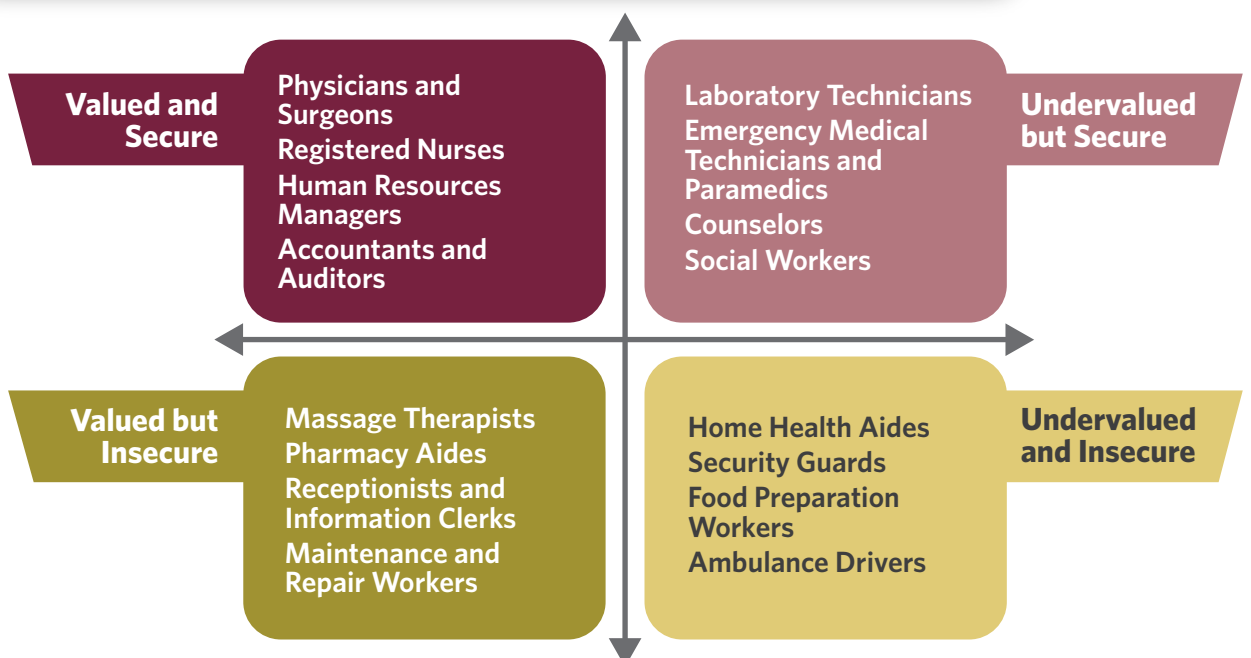 Valued and
Secure
Physicians and
Surgeons
Registered Nurses
Human Resources
Managers
Accountants and
Auditors
Laboratory Technicians
Emergency Medical
Technicians and
Paramedics
Counselors
Social Workers
Undervalued
but Secure
Valued but
Insecure
Massage Therapists
Pharmacy Aides
Receptionists and
Information Clerks
Maintenance and
Repair Workers
Home Health Aides
Security Guards
Food Preparation
Workers
Ambulance Drivers
Undervalued
and Insecure